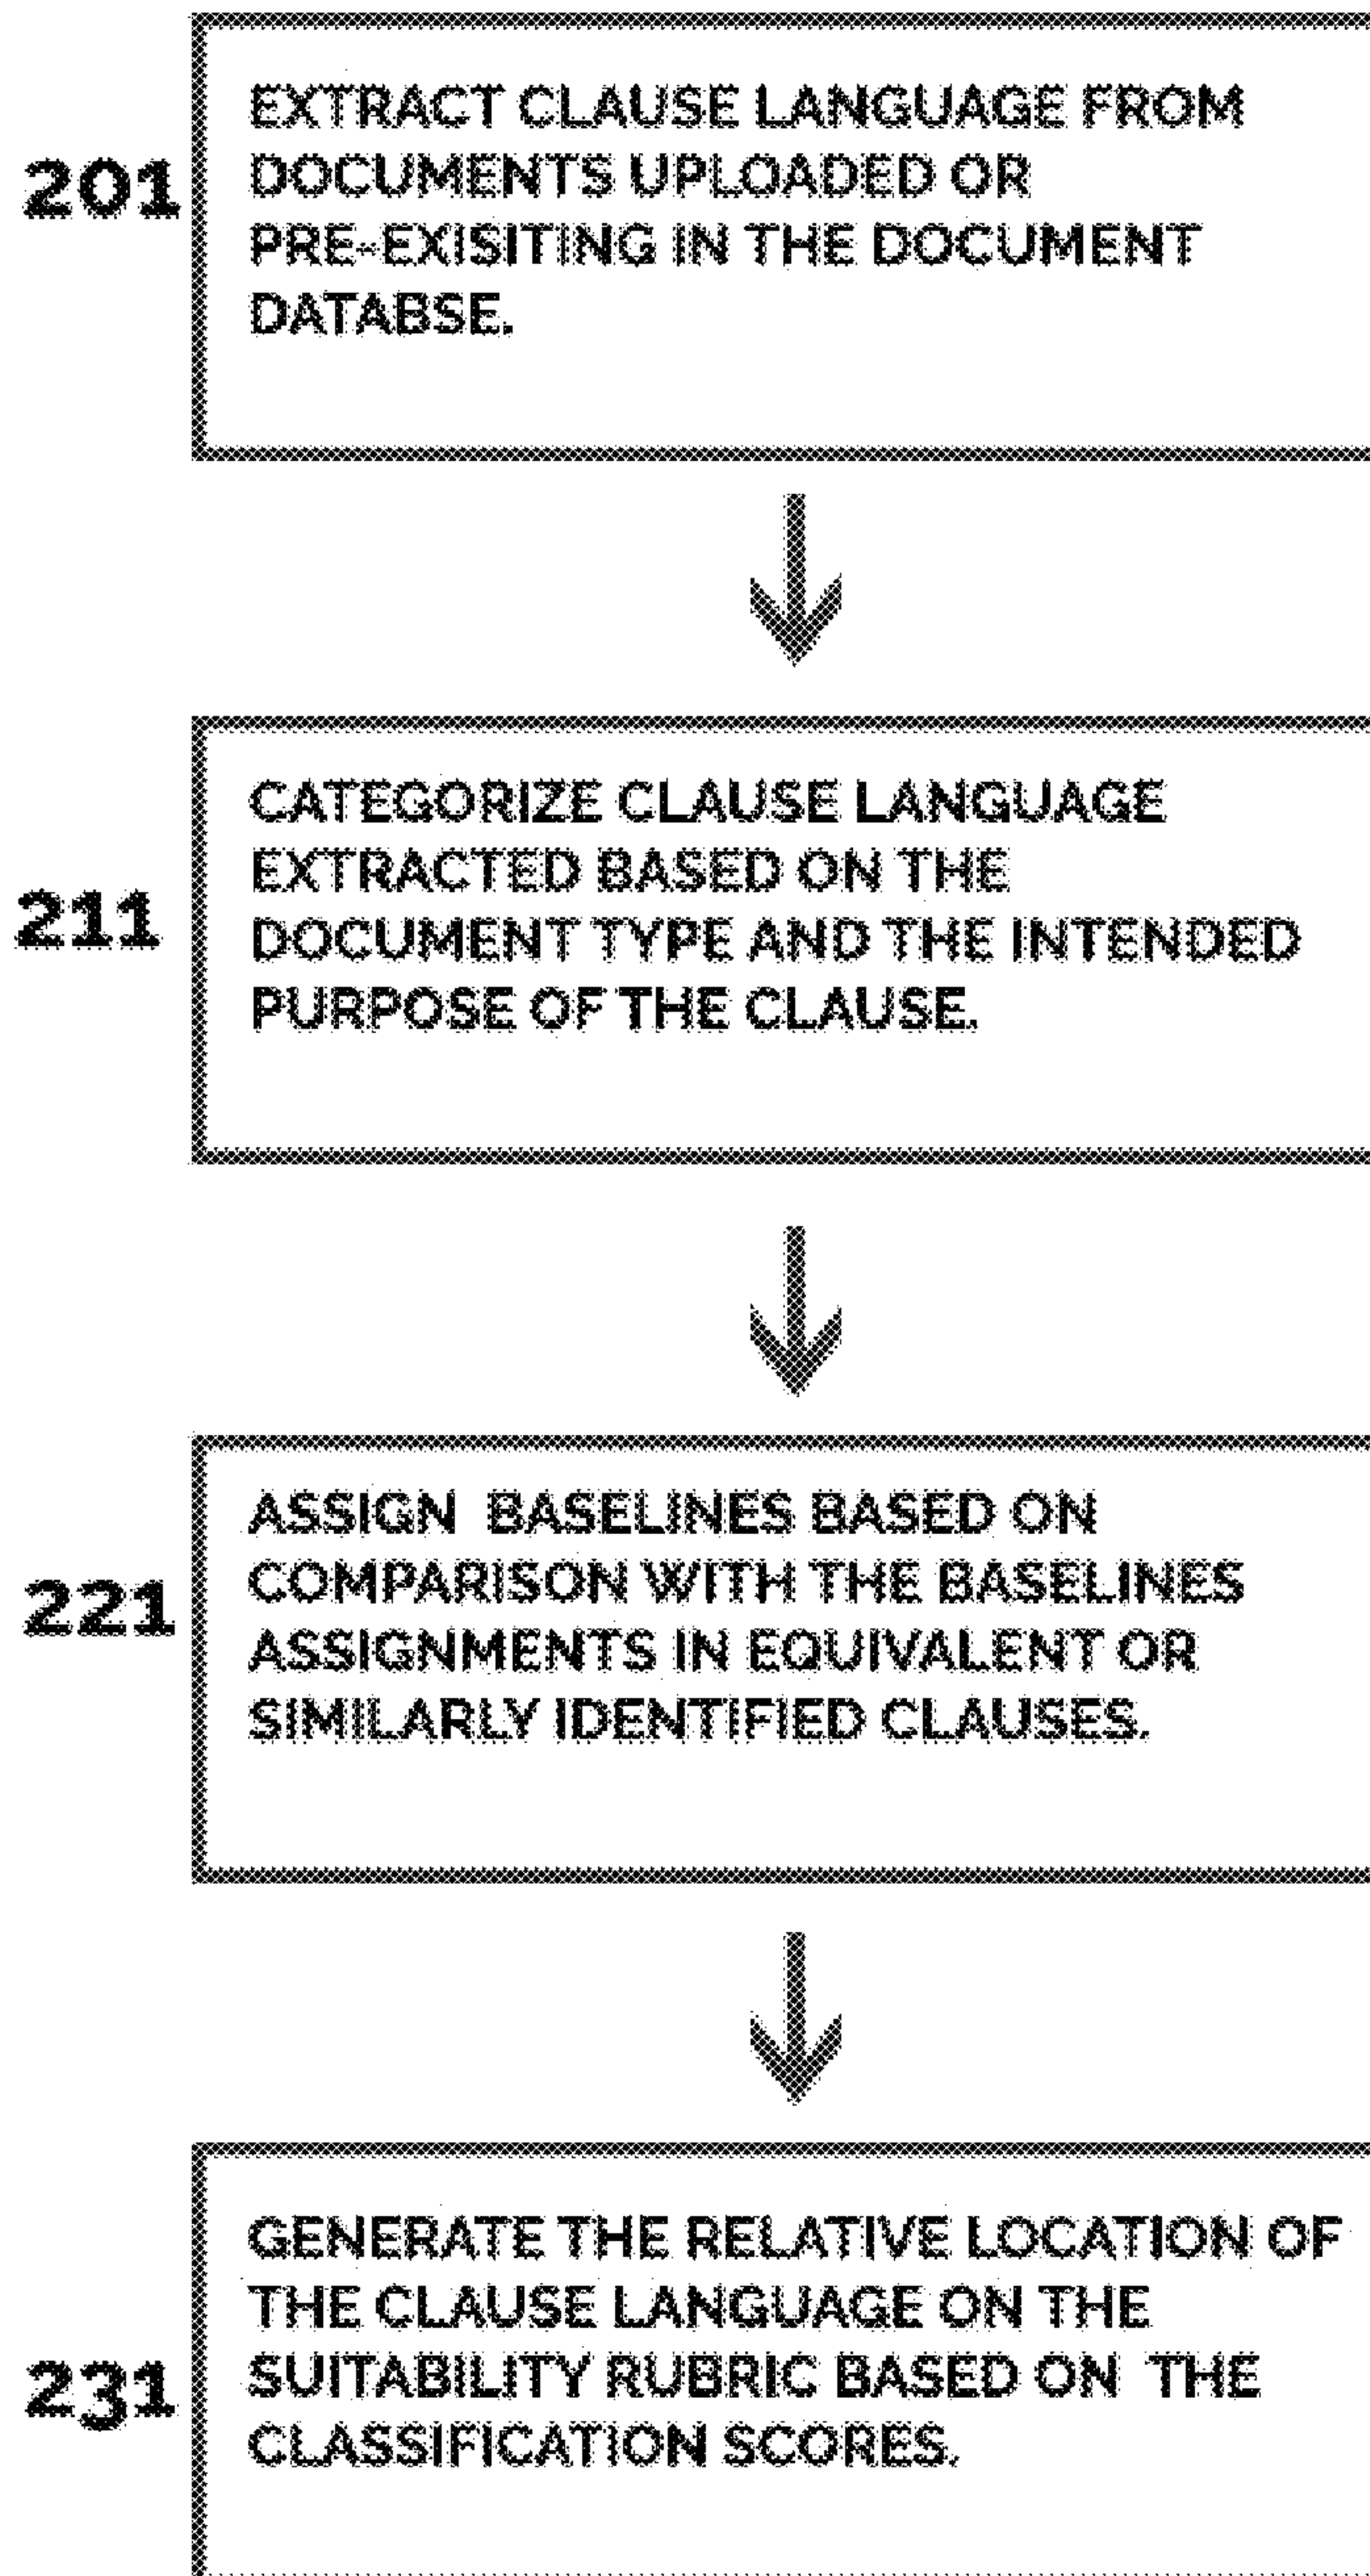 EXTRACT CLAUSE LANGUAGE FROM
201
DOCUMENTS UPLOADED OR
PRE-EXISITING IN THE DOCUMENT
DATABSE.
CATEGORIZE CLAUSE LANGUAGE
EXTRACTED BASED ON THE
211
DOCUMENT TYPE AND THE INTENDED
PURPOSE OF THE CLAUSE.
ASSIGN BASELINES BASED ON
COMPARISON WITH THE BASELINES
221
ASSIGNMENTS IN EQUIVALENT OR
SIMILARLY IDENTIFIED CLAUSES.
GENERATE THE RELATIVE LOCATION OF
THE CLAUSE LANGUAGE ON THE
231
SUITABILITY RUBRIC BASED ON THE
CLASSIFICATION SCORES.